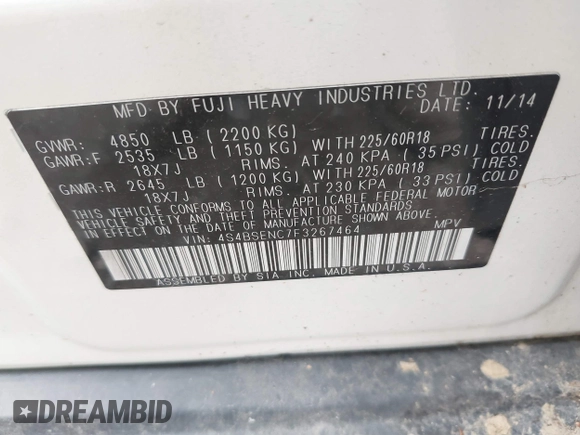 MFD BY FUJI HEAVY INDUSTRIES LTD.
DATE: 11/14
GVWR: 4850 LB ( 2200 KG)
GAWR:F 2535 LB ( 1150 KG) WITH 225/60R18 TIRES.
18X7J RIMS. AT 240 KPA ( 35 PSI) COLD
GAWR:R 2645 LB ( 1200 KG) WITH 225/60R18 TIRES.
18X7J RIMS. AT 230 KPA ( 33 PSI) COLD
THIS VEHICLE CONFORMS TO ALL APPLICABLE FEDERAL MOTOR
VEHICLE SAFETY AND THEFT PREVENTION STANDARDS
IN EFFECT ON THE DATE OF MANUFACTURE SHOWN ABOVE.
VIN: 4S4BSENC7F3267464 MPV
ASSEMBLED BY SIA INC. MADE IN U.S.A.
DREAMBID